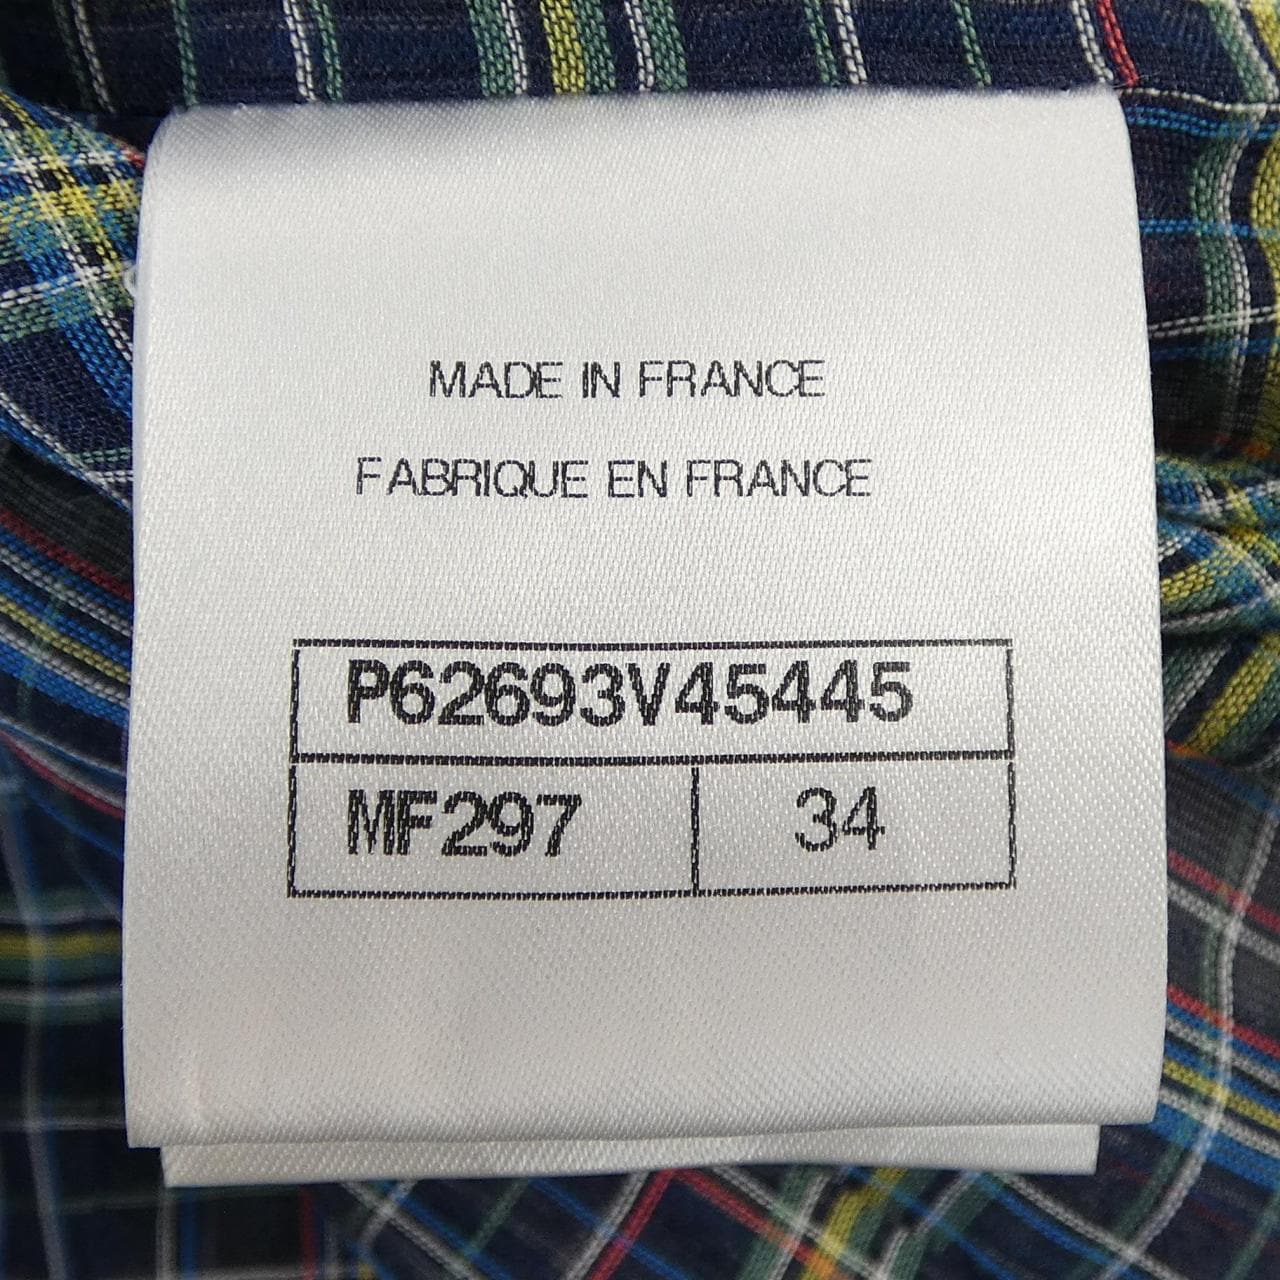 MADE IN FRANCE
FABRIQUE EN FRANCE
P62693V45445
MF297 34